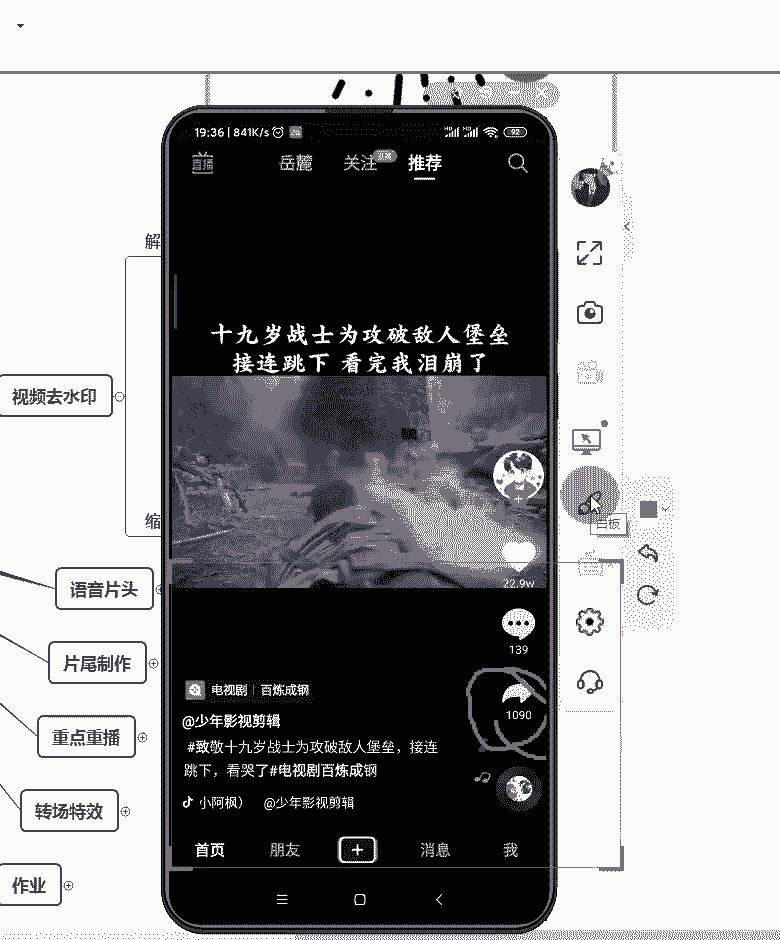 19:36 | 841K/s
92
直播
岳麓
关注
推荐
解
十九岁战士为攻破敌人堡垒
接连跳下 看完我泪崩了
视频去水印
缩
白板
22.9w
语音片头
139
片尾制作
电视剧 | 百炼成钢
1090
@少年影视剪辑
重点重播
#致敬十九岁战士为攻破敌人堡垒，接连
跳下，看哭了#电视剧百炼成钢
转场特效
小阿枫） @少年影视剪辑
首页
朋友
消息
我
作业